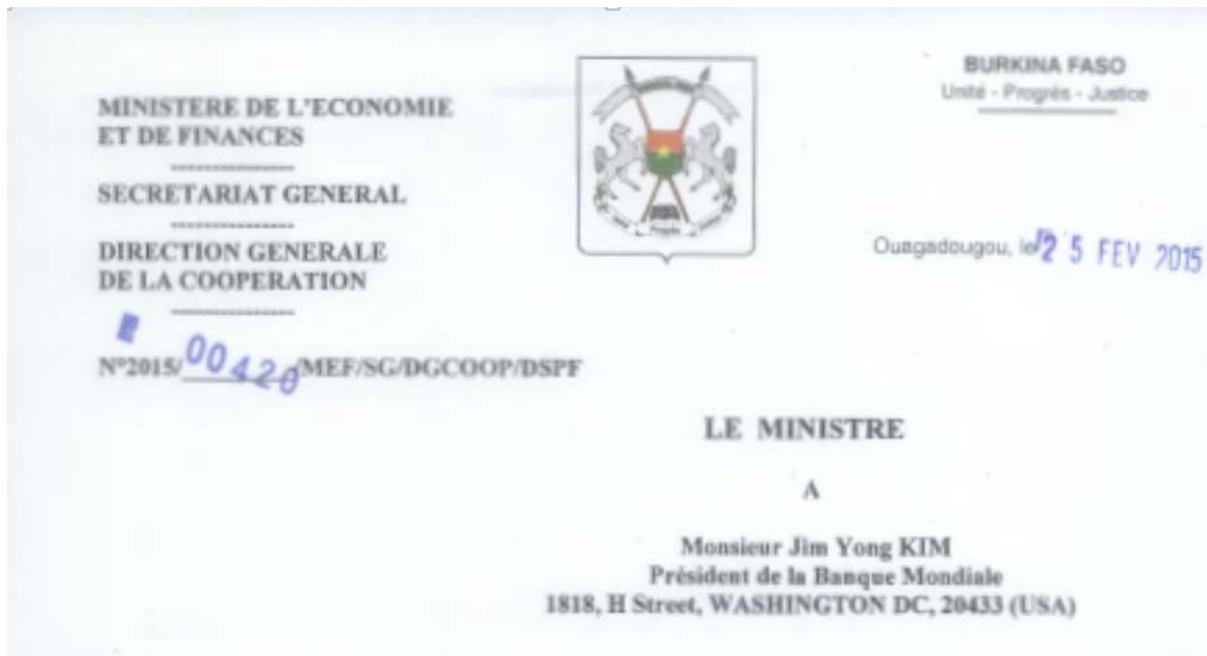 MINISTERE DE L'ECONOMIE
ET DE FINANCES
---------------
SECRETARIAT GENERAL
---------------
DIRECTION GENERALE
DE LA COOPERATION
---------------
N°2015/ 00420 /MEF/SG/DGCOOP/DSPF
BURKINA FASO
Unité - Progrès - Justice
Ouagadougou, le 25 FEV 2015
LE MINISTRE
A
Monsieur Jim Yong KIM
Président de la Banque Mondiale
1818, H Street, WASHINGTON DC, 20433 (USA)